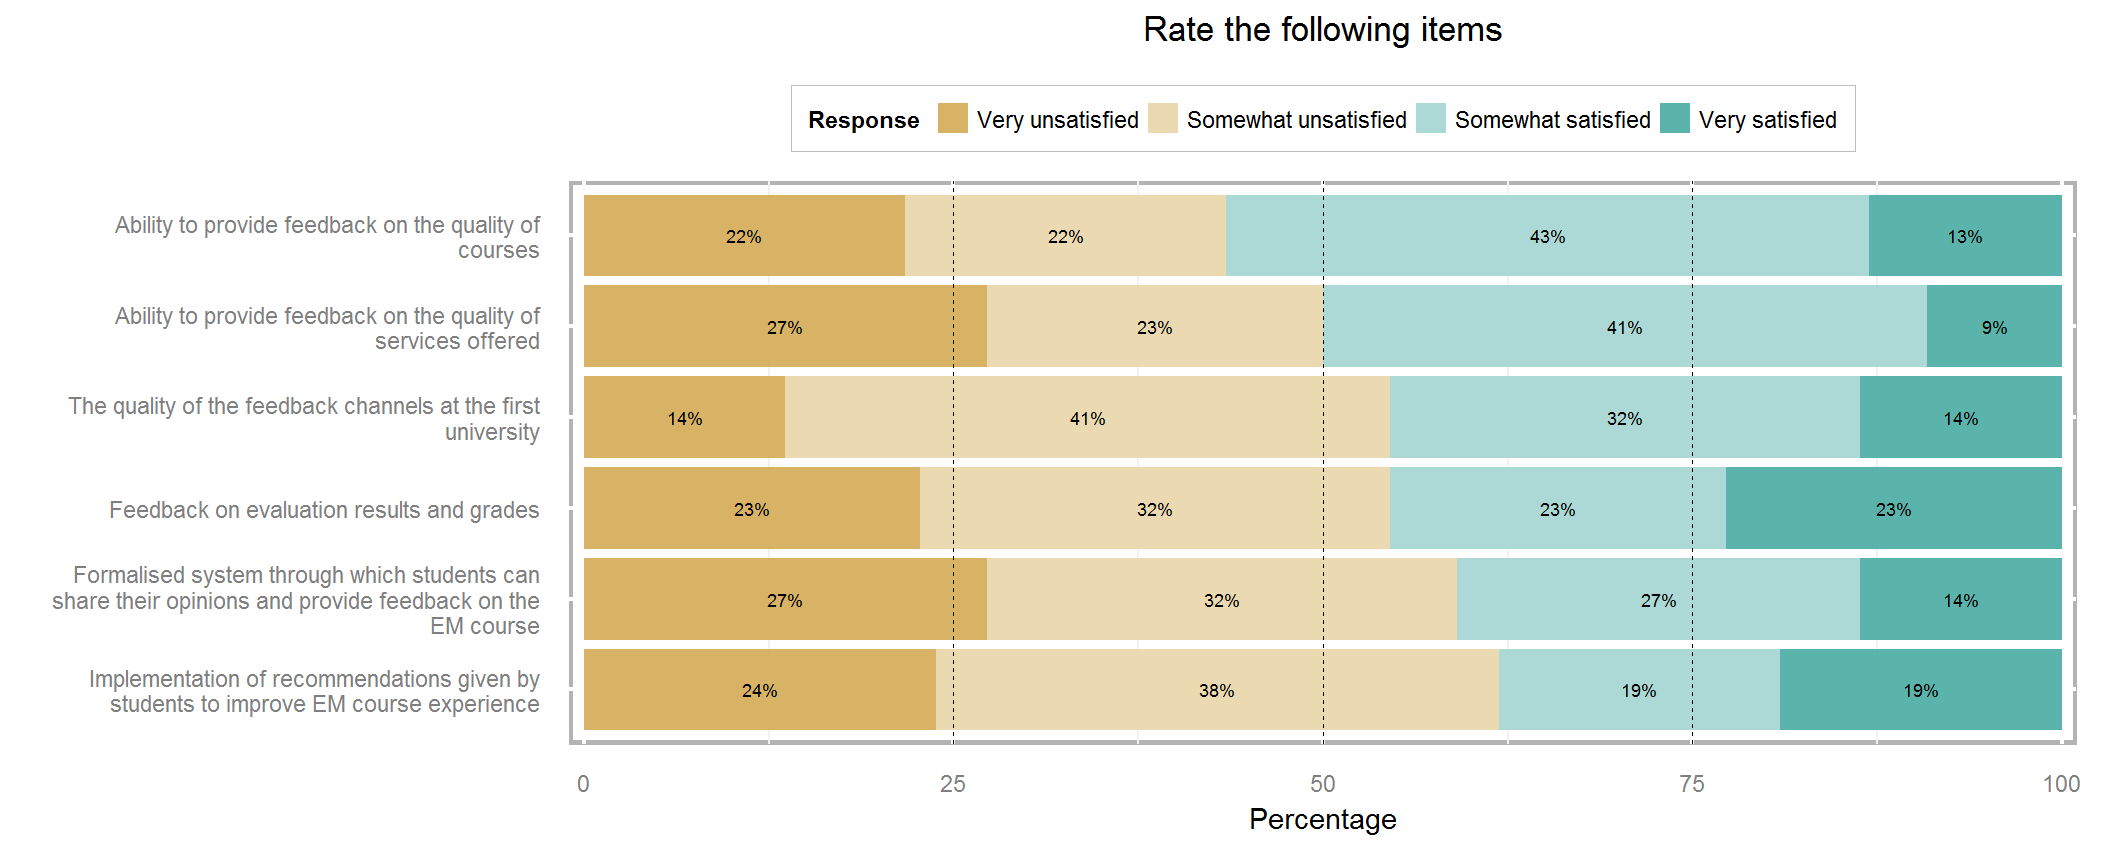 Rate the following items
Response Very unsatisfied Somewhat unsatisfied Somewhat satisfied Very satisfied
Ability to provide feedback on the quality of
courses
22% 22% 43% 13%
Ability to provide feedback on the quality of
services offered
27% 23% 41% 9%
The quality of the feedback channels at the first
university
14% 41% 32% 14%
Feedback on evaluation results and grades
23% 32% 23% 23%
Formalised system through which students can
share their opinions and provide feedback on the
EM course
27% 32% 27% 14%
Implementation of recommendations given by
students to improve EM course experience
24% 38% 19% 19%
0 25 50 75 100
Percentage